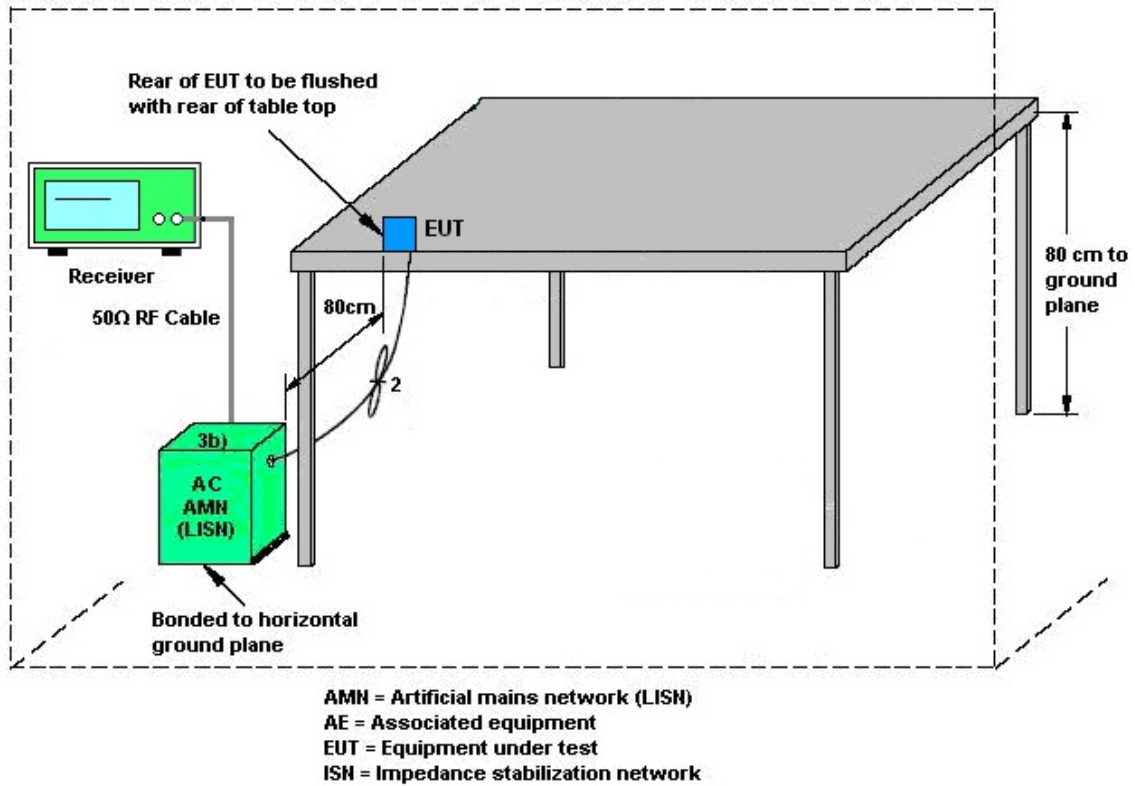 Rear of EUT to be flushed
with rear of table top
EUT
Receiver
50Ω RF Cable
80cm
80 cm to
ground
plane
2
3b)
AC
AMN
(LISN)
Bonded to horizontal
ground plane
AMN = Artificial mains network (LISN)
AE = Associated equipment
EUT = Equipment under test
ISN = Impedance stabilization network